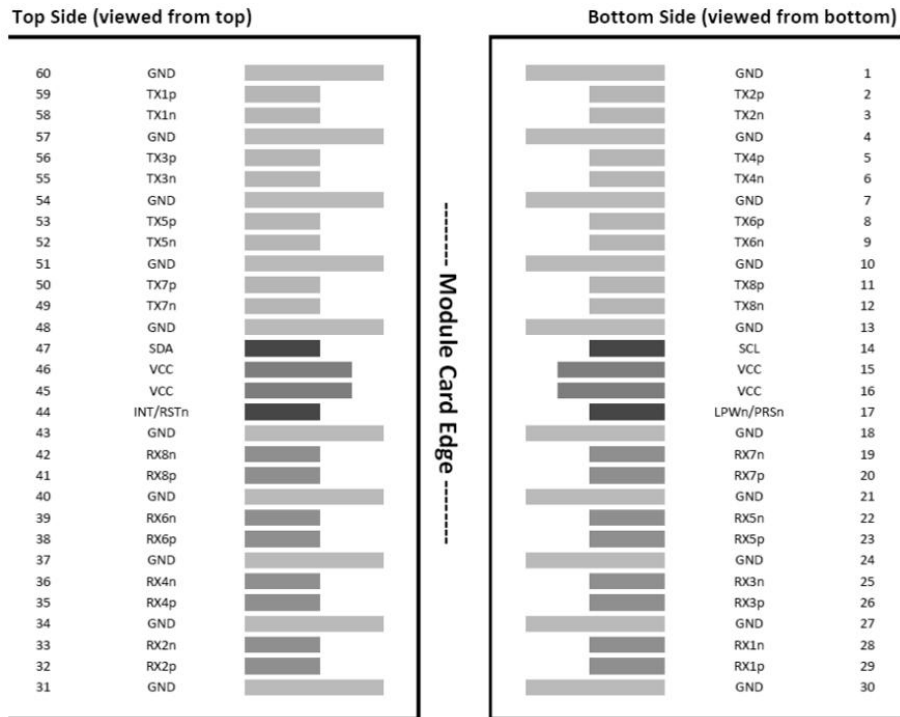 Top Side (viewed from top) Bottom Side (viewed from bottom)
60 GND GND 1
59 TX1p TX2p 2
58 TX1n TX2n 3
57 GND GND 4
56 TX3p TX4p 5
55 TX3n TX4n 6
54 GND GND 7
53 TX5p TX6p 8
52 TX5n TX6n 9
51 GND GND 10
50 TX7p TX8p 11
49 TX7n TX8n 12
48 GND GND 13
47 SDA SCL 14
46 VCC VCC 15
45 VCC VCC 16
44 INT/RSTn LPWn/PRSn 17
43 GND GND 18
42 RX8n RX7n 19
41 RX8p RX7p 20
40 GND GND 21
39 RX6n RX5n 22
38 RX6p RX5p 23
37 GND GND 24
36 RX4n RX3n 25
35 RX4p RX3p 26
34 GND GND 27
33 RX2n RX1n 28
32 RX2p RX1p 29
31 GND GND 30
-------- Module Card Edge --------